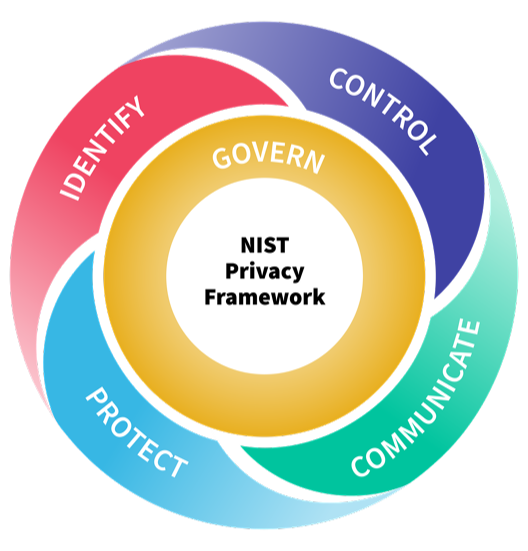 IDENTIFY
CONTROL
GOVERN
NIST
Privacy
Framework
COMMUNICATE
PROTECT